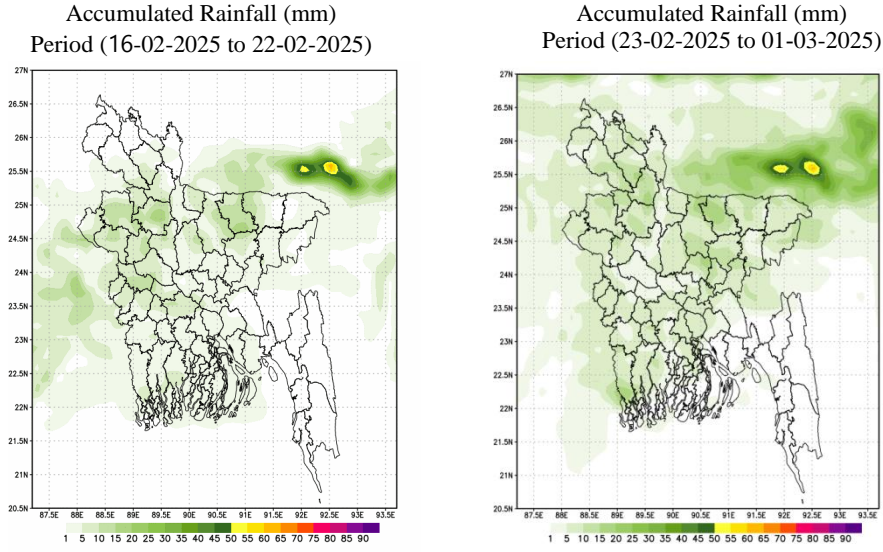 Accumulated Rainfall (mm)
Period (16-02-2025 to 22-02-2025)
27N
26.5N
26N
25.5N
25N
24.5N
24N
23.5N
23N
22.5N
22N
21.5N
21N
20.5N
87.5E 88E 88.5E 89E 89.5E 90E 90.5E 91E 91.5E 92E 92.5E 93E 93.5E
1 5 10 15 20 25 30 35 40 45 50 55 60 65 70 75 80 85 90
Accumulated Rainfall (mm)
Period (23-02-2025 to 01-03-2025)
27N
26.5N
26N
25.5N
25N
24.5N
24N
23.5N
23N
22.5N
22N
21.5N
21N
20.5N
87.5E 88E 88.5E 89E 89.5E 90E 90.5E 91E 91.5E 92E 92.5E 93E 93.5E
1 5 10 15 20 25 30 35 40 45 50 55 60 65 70 75 80 85 90